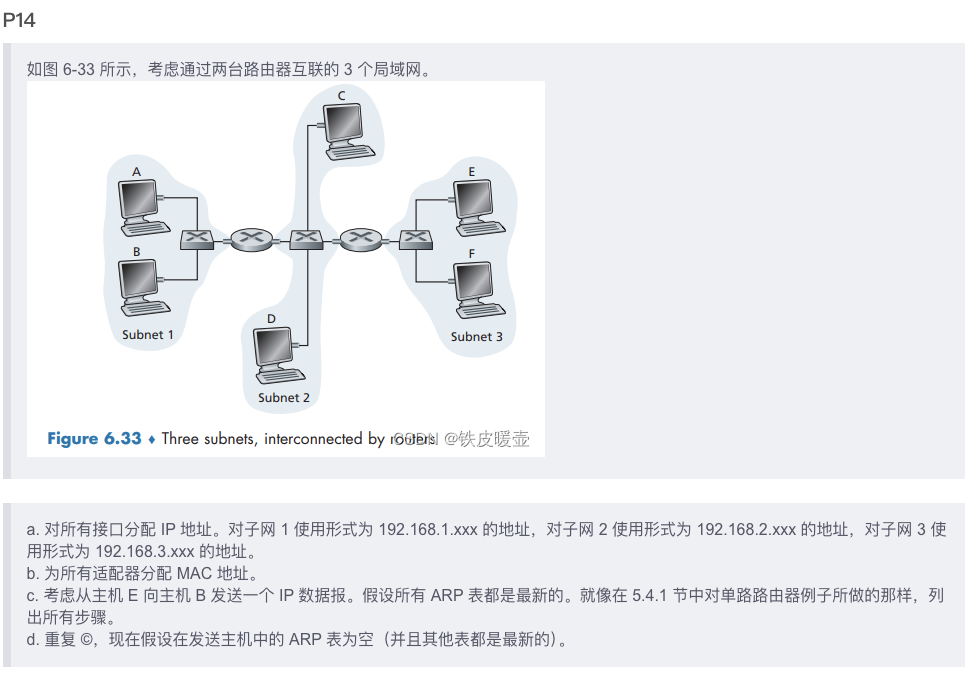 P14
如图 6-33 所示，考虑通过两台路由器互联的 3 个局域网。
C
A
E
B
F
Subnet 1
D
Subnet 3
Subnet 2
Figure 6.33 ♦ Three subnets, interconnected by routers.
CSDN @铁皮暖壶
a. 对所有接口分配 IP 地址。对子网 1 使用形式为 192.168.1.xxx 的地址，对子网 2 使用形式为 192.168.2.xxx 的地址，对子网 3 使
用形式为 192.168.3.xxx 的地址。
b. 为所有适配器分配 MAC 地址。
c. 考虑从主机 E 向主机 B 发送一个 IP 数据报。假设所有 ARP 表都是最新的。就像在 5.4.1 节中对单路路由器例子所做的那样，列
出所有步骤。
d. 重复 ©，现在假设在发送主机中的 ARP 表为空（并且其他表都是最新的）。